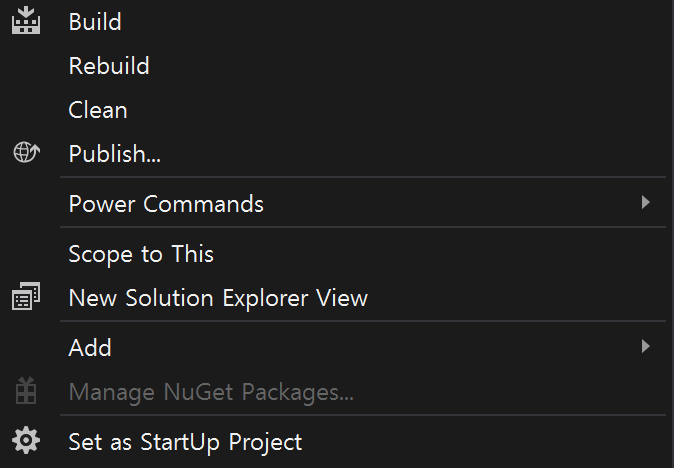 Build
Rebuild
Clean
Publish...
Power Commands
Scope to This
New Solution Explorer View
Add
Manage NuGet Packages...
Set as StartUp Project